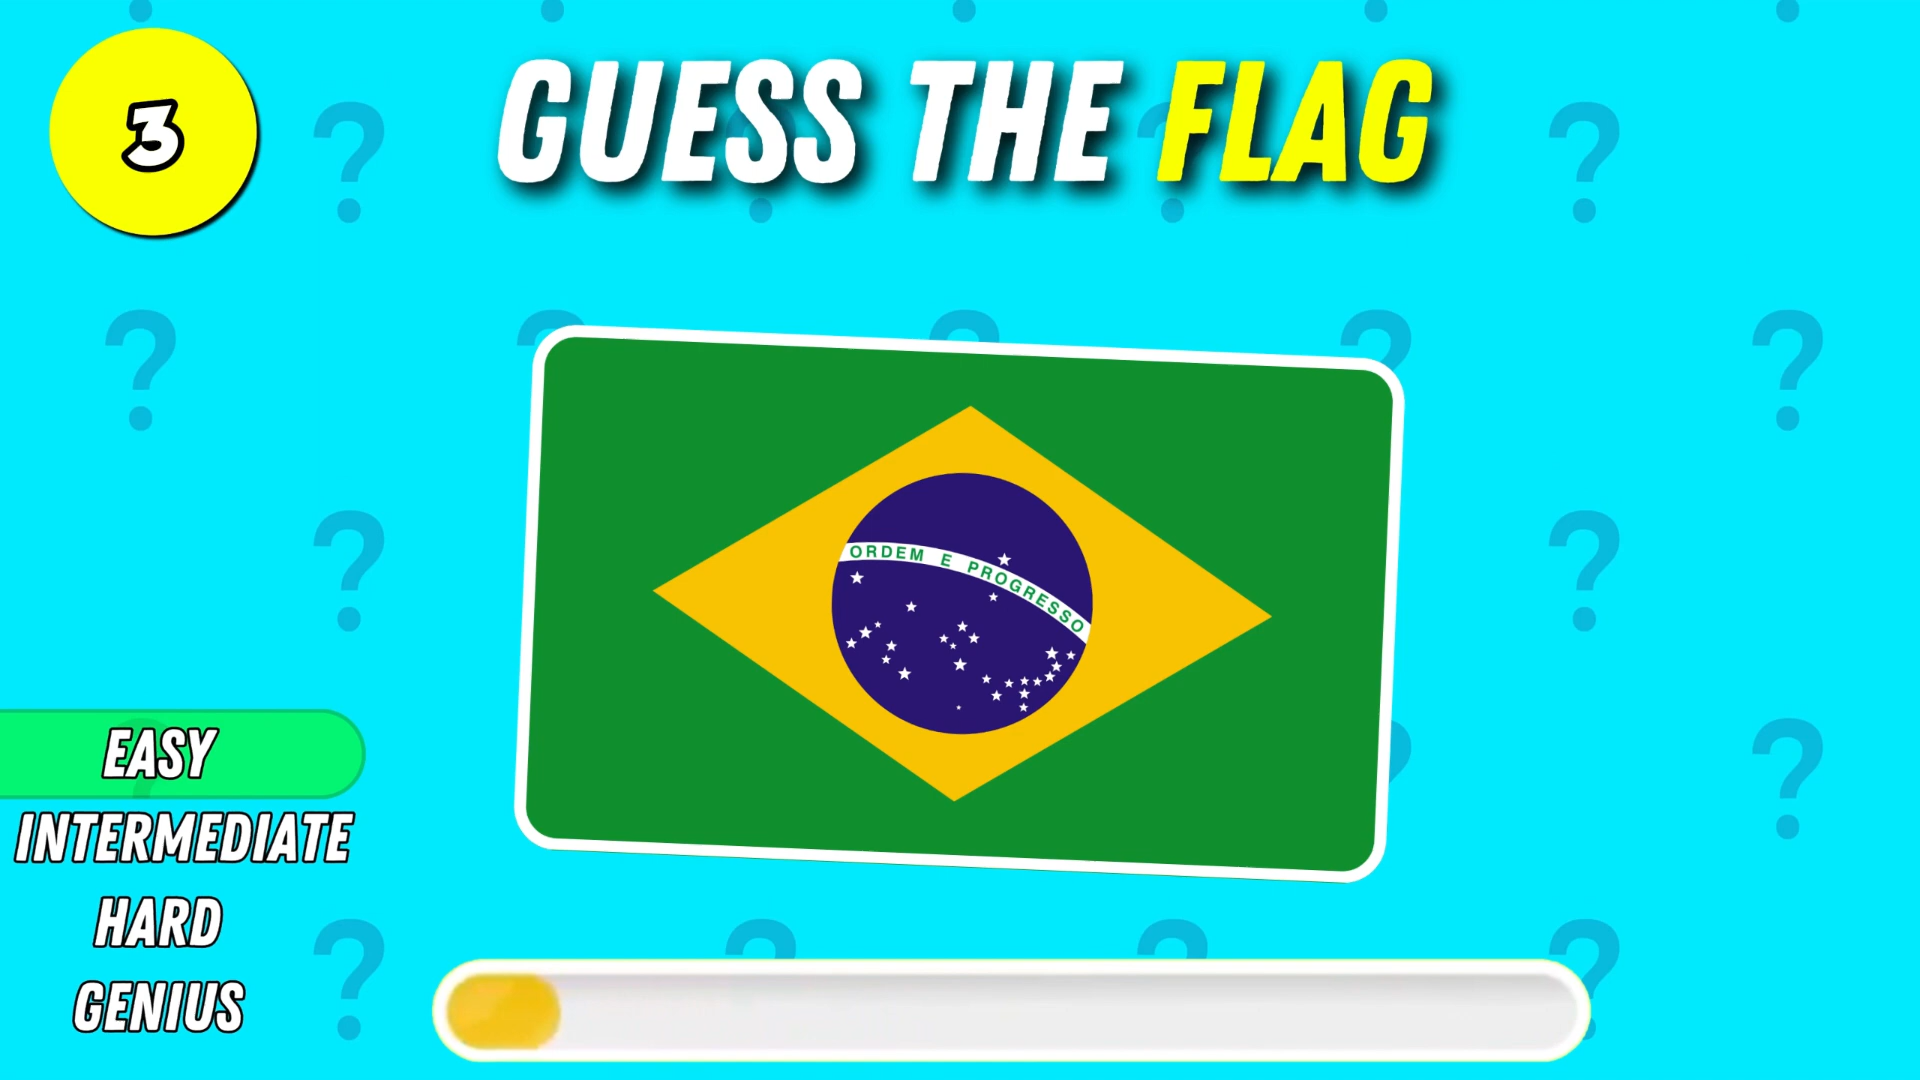 3
GUESS THE FLAG
ORDEM E PROGRESSO
EASY
INTERMEDIATE
HARD
GENIUS